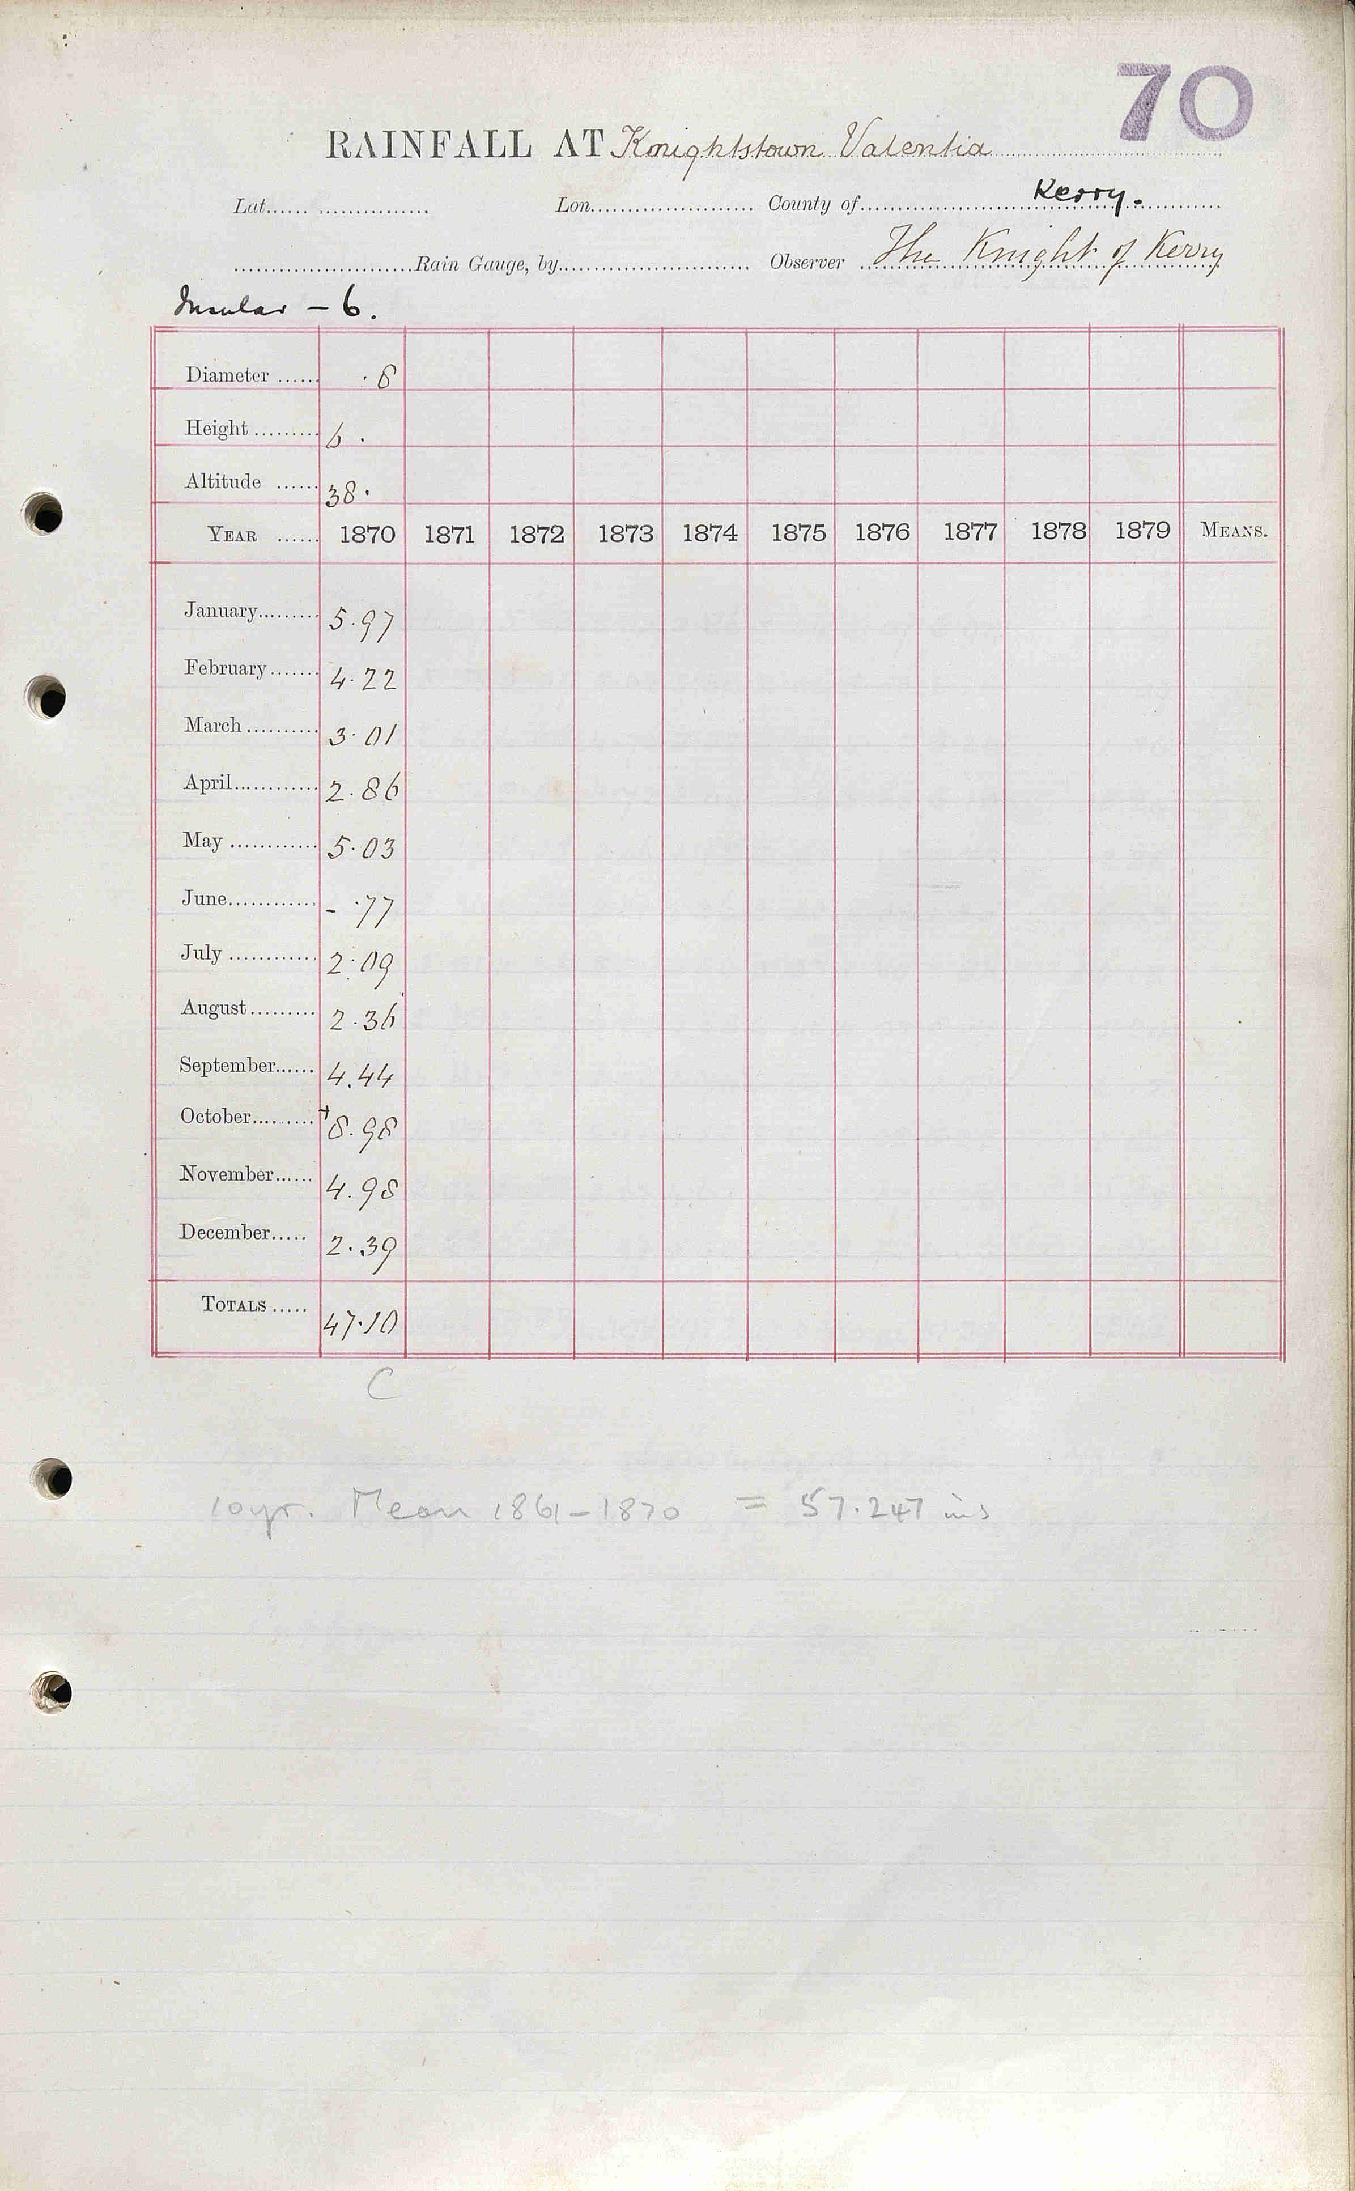 70
RAINFALL AT Knightstown Valentia
Lat. Lon. County of Kerry.
Rain Gauge, by Observer The Knight of Kerry
Insular – 6.
Diameter ...... · 8
Height ......... 6 .
Altitude ...... 38 .
YEAR ...... 1870 1871 1872 1873 1874 1875 1876 1877 1878 1879 MEANS.
January ......... 5.97
February ....... 4.22
March .......... 3.01
April ............ 2.86
May ............ 5.03
June ............ - .77
July ............ 2.09
August ......... 2.36
September ...... 4.44
October ......... + 8.98
November ...... 4.98
December ..... 2.39
TOTALS ..... 47.10
C
10yr. Mean 1861–1870 = 57.247 ins